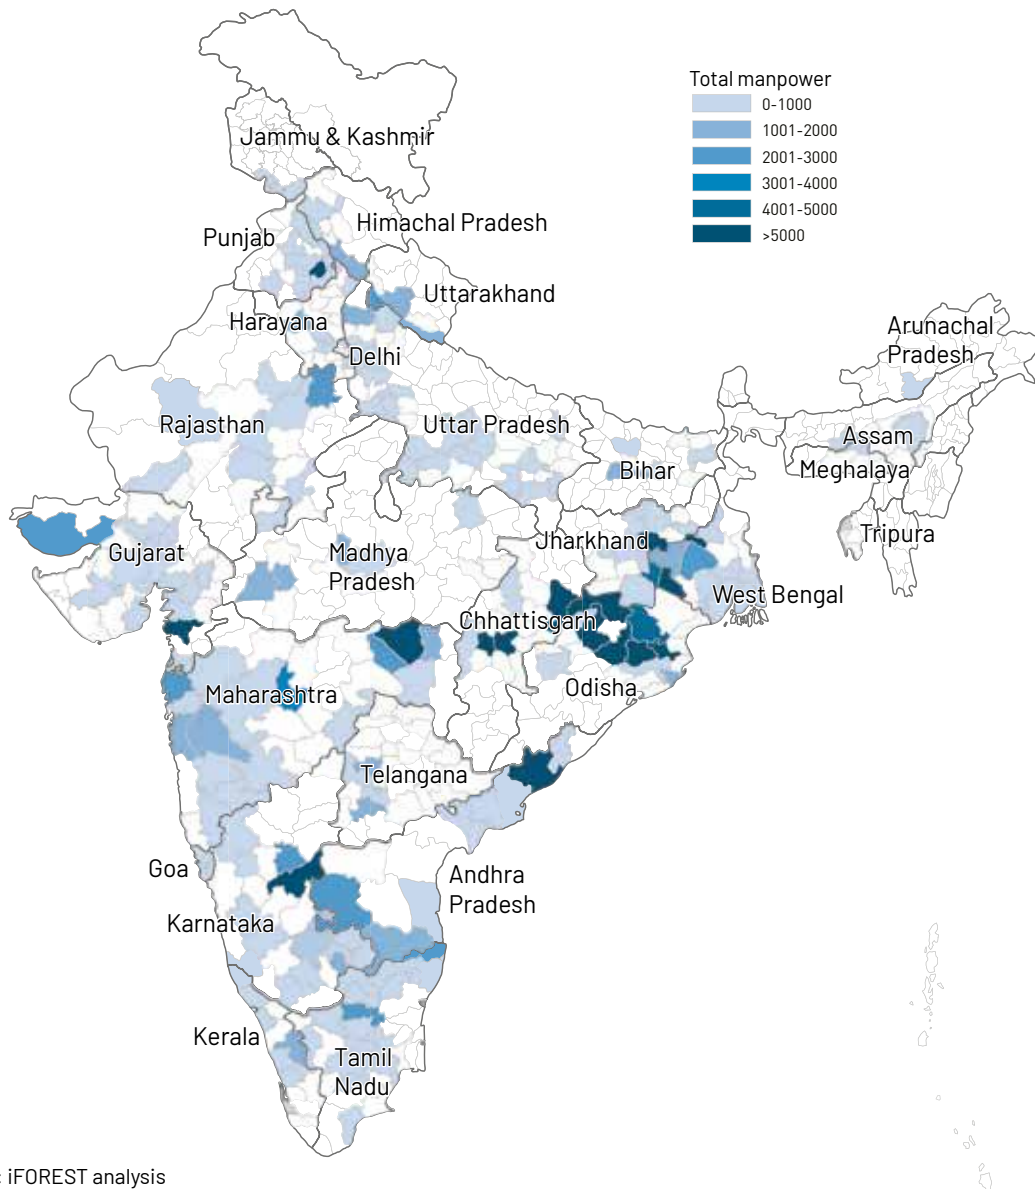 Total manpower
0-1000
1001-2000
2001-3000
3001-4000
4001-5000
>5000
Jammu & Kashmir
Himachal Pradesh
Punjab
Uttarakhand
Harayana
Delhi
Arunachal
Pradesh
Rajasthan
Uttar Pradesh
Assam
Bihar
Meghalaya
Tripura
Gujarat
Madhya
Pradesh
Jharkhand
West Bengal
Chhattisgarh
Maharashtra
Odisha
Telangana
Goa
Andhra
Pradesh
Karnataka
Kerala
Tamil
Nadu
: iFOREST analysis